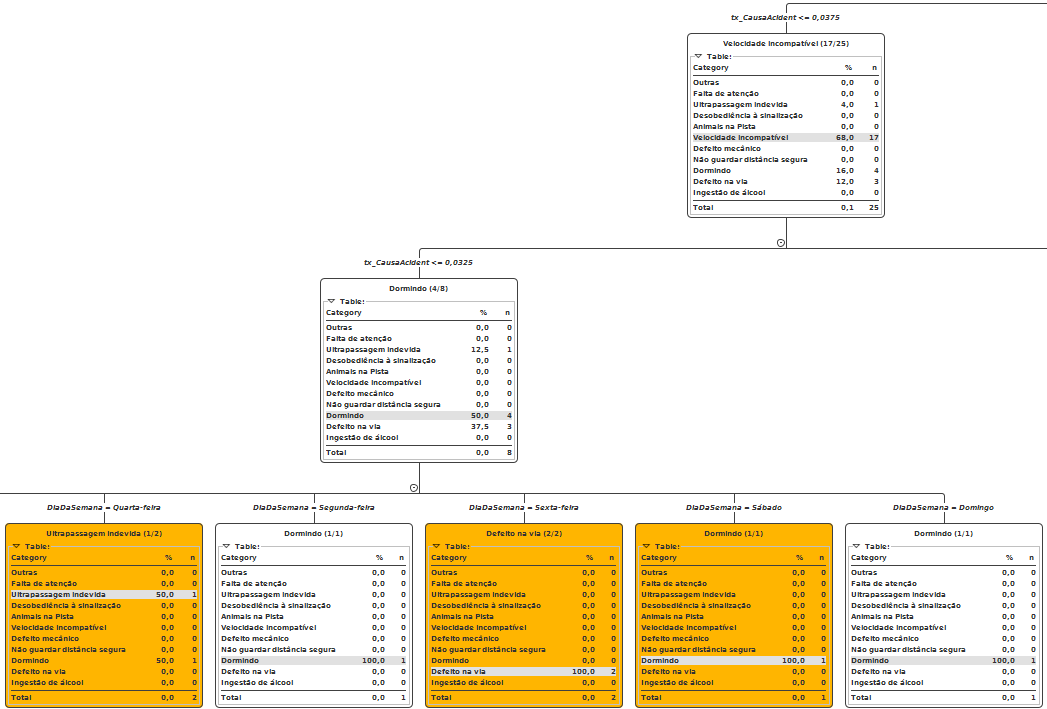 tx_CausaAcident <= 0,0375
Velocidade Incompatível (17/25)
Table:
Category % n
Outras 0,0 0
Falta de atenção 0,0 0
Ultrapassagem Indevida 4,0 1
Desobediência à sinalização 0,0 0
Animais na Pista 0,0 0
Velocidade Incompatível 68,0 17
Defeito mecânico 0,0 0
Não guardar distância segura 0,0 0
Dormindo 16,0 4
Defeito na via 12,0 3
Ingestão de álcool 0,0 0
Total 0,1 25
tx_CausaAcident <= 0,0325
Dormindo (4/8)
Table:
Category % n
Outras 0,0 0
Falta de atenção 0,0 0
Ultrapassagem Indevida 12,5 1
Desobediência à sinalização 0,0 0
Animais na Pista 0,0 0
Velocidade Incompatível 0,0 0
Defeito mecânico 0,0 0
Não guardar distância segura 0,0 0
Dormindo 50,0 4
Defeito na via 37,5 3
Ingestão de álcool 0,0 0
Total 0,0 8
DiaDaSemana = Quarta-feira
Ultrapassagem Indevida (1/2)
Table:
Category % n
Outras 0,0 0
Falta de atenção 0,0 0
Ultrapassagem Indevida 50,0 1
Desobediência à sinalização 0,0 0
Animais na Pista 0,0 0
Velocidade Incompatível 0,0 0
Defeito mecânico 0,0 0
Não guardar distância segura 0,0 0
Dormindo 50,0 1
Defeito na via 0,0 0
Ingestão de álcool 0,0 0
Total 0,0 2
DiaDaSemana = Segunda-feira
Dormindo (1/1)
Table:
Category % n
Outras 0,0 0
Falta de atenção 0,0 0
Ultrapassagem Indevida 0,0 0
Desobediência à sinalização 0,0 0
Animais na Pista 0,0 0
Velocidade Incompatível 0,0 0
Defeito mecânico 0,0 0
Não guardar distância segura 0,0 0
Dormindo 100,0 1
Defeito na via 0,0 0
Ingestão de álcool 0,0 0
Total 0,0 1
DiaDaSemana = Sexta-feira
Defeito na via (2/2)
Table:
Category % n
Outras 0,0 0
Falta de atenção 0,0 0
Ultrapassagem Indevida 0,0 0
Desobediência à sinalização 0,0 0
Animais na Pista 0,0 0
Velocidade Incompatível 0,0 0
Defeito mecânico 0,0 0
Não guardar distância segura 0,0 0
Dormindo 0,0 0
Defeito na via 100,0 2
Ingestão de álcool 0,0 0
Total 0,0 2
DiaDaSemana = Sábado
Dormindo (1/1)
Table:
Category % n
Outras 0,0 0
Falta de atenção 0,0 0
Ultrapassagem Indevida 0,0 0
Desobediência à sinalização 0,0 0
Animais na Pista 0,0 0
Velocidade Incompatível 0,0 0
Defeito mecânico 0,0 0
Não guardar distância segura 0,0 0
Dormindo 100,0 1
Defeito na via 0,0 0
Ingestão de álcool 0,0 0
Total 0,0 1
DiaDaSemana = Domingo
Dormindo (1/1)
Table:
Category % n
Outras 0,0 0
Falta de atenção 0,0 0
Ultrapassagem Indevida 0,0 0
Desobediência à sinalização 0,0 0
Animais na Pista 0,0 0
Velocidade Incompatível 0,0 0
Defeito mecânico 0,0 0
Não guardar distância segura 0,0 0
Dormindo 100,0 1
Defeito na via 0,0 0
Ingestão de álcool 0,0 0
Total 0,0 1